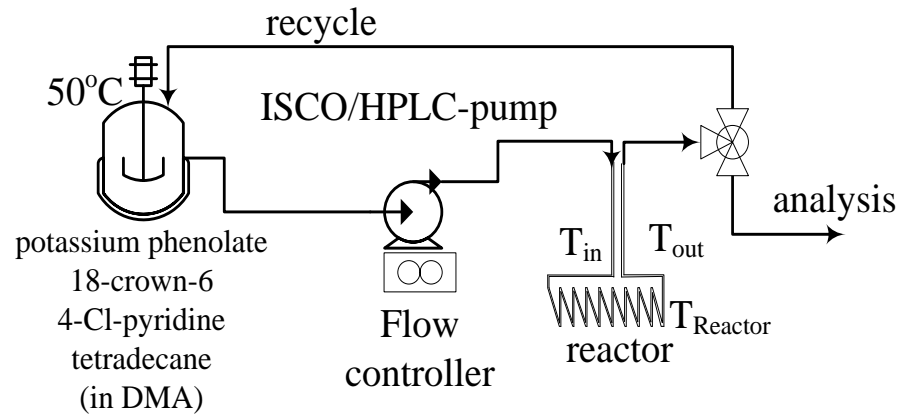 recycle
50°C
ISCO/HPLC-pump
analysis
T_in
T_out
T_Reactor
reactor
potassium phenolate
18-crown-6
4-Cl-pyridine
tetradecane
(in DMA)
Flow
controller